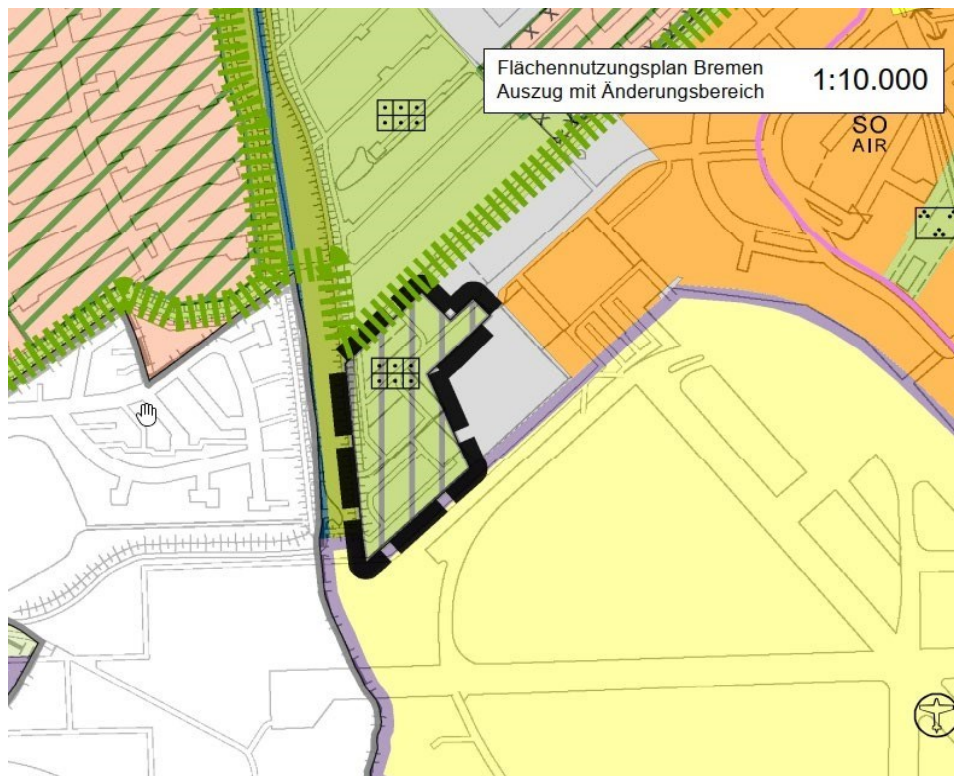 Flächennutzungsplan Bremen
Auszug mit Änderungsbereich
1:10.000
SO
AIR